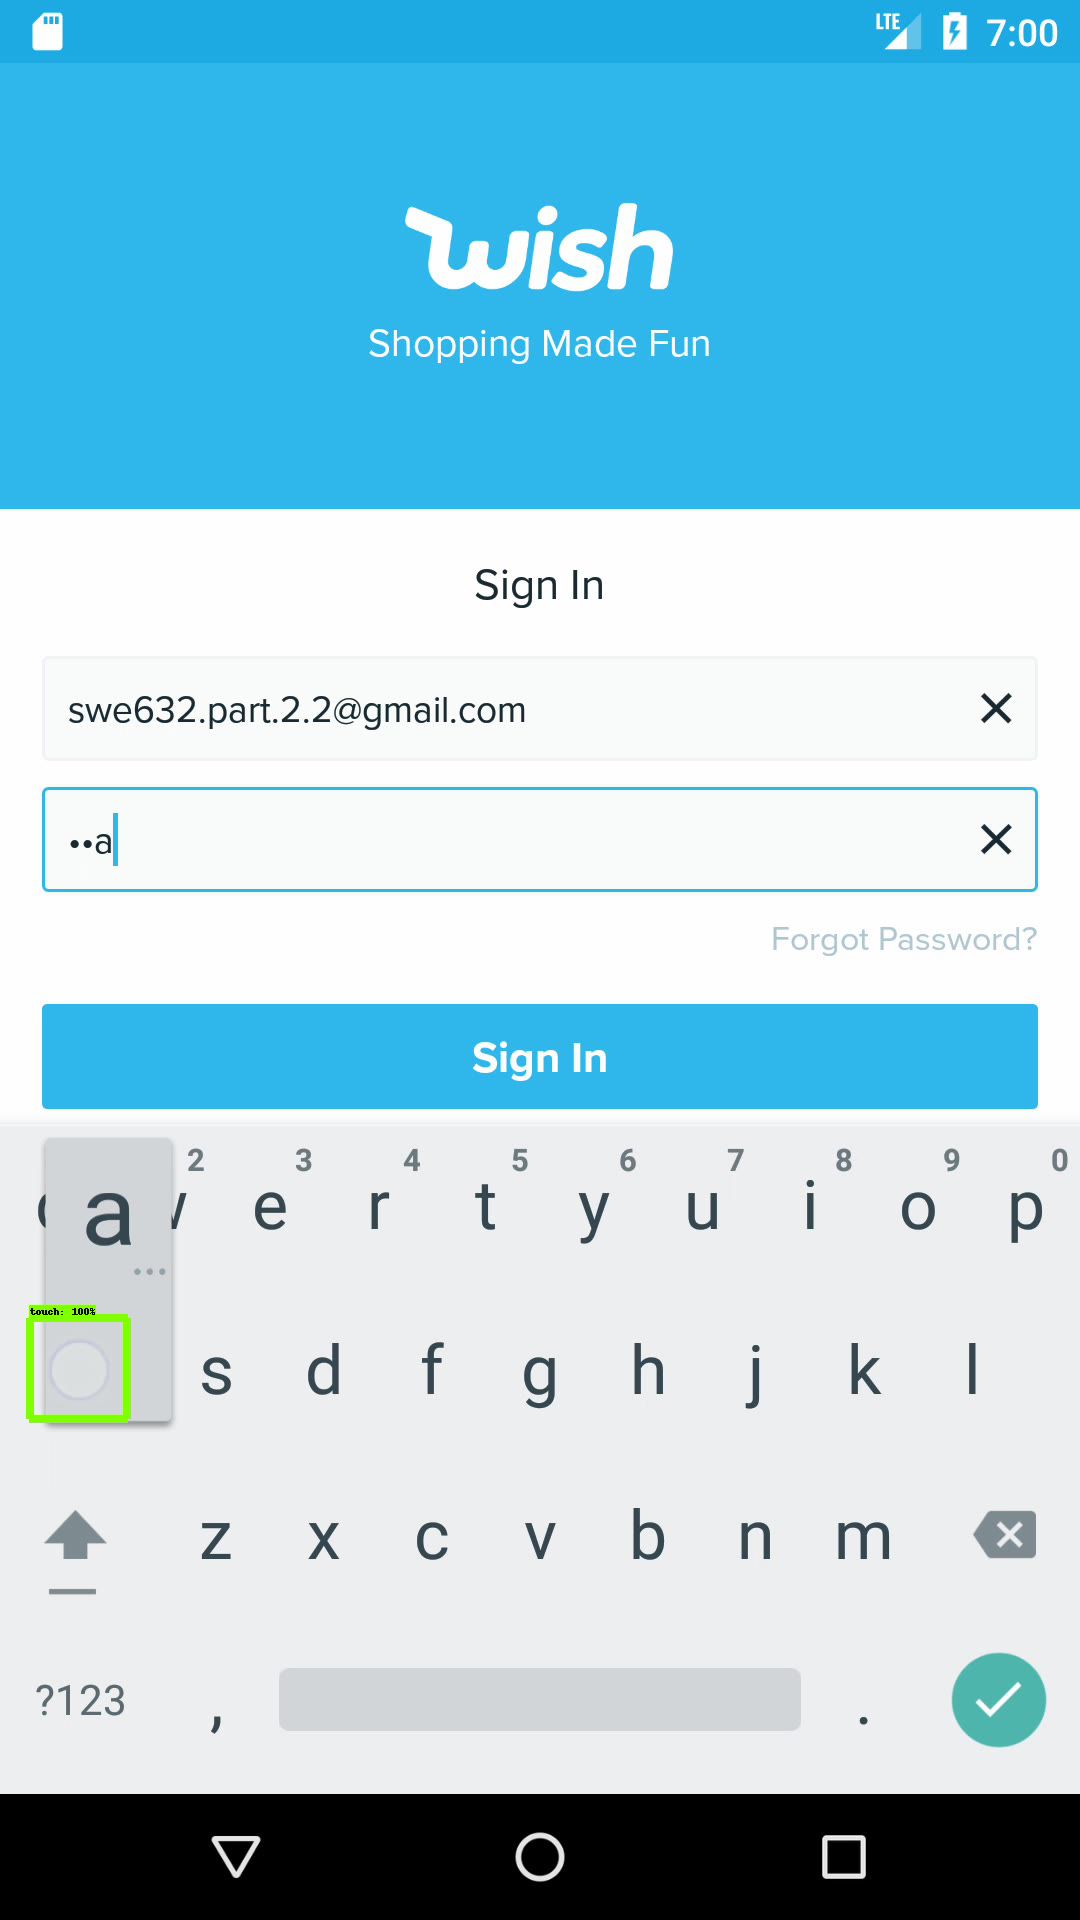 LTE 7:00
wish
Shopping Made Fun
Sign In
swe632.part.2.2@gmail.com
••a
Forgot Password?
Sign In
2 3 4 5 6 7 8 9 0
a e r t y u i o p
touch: 100%
s d f g h j k l
z x c v b n m
?123 , .